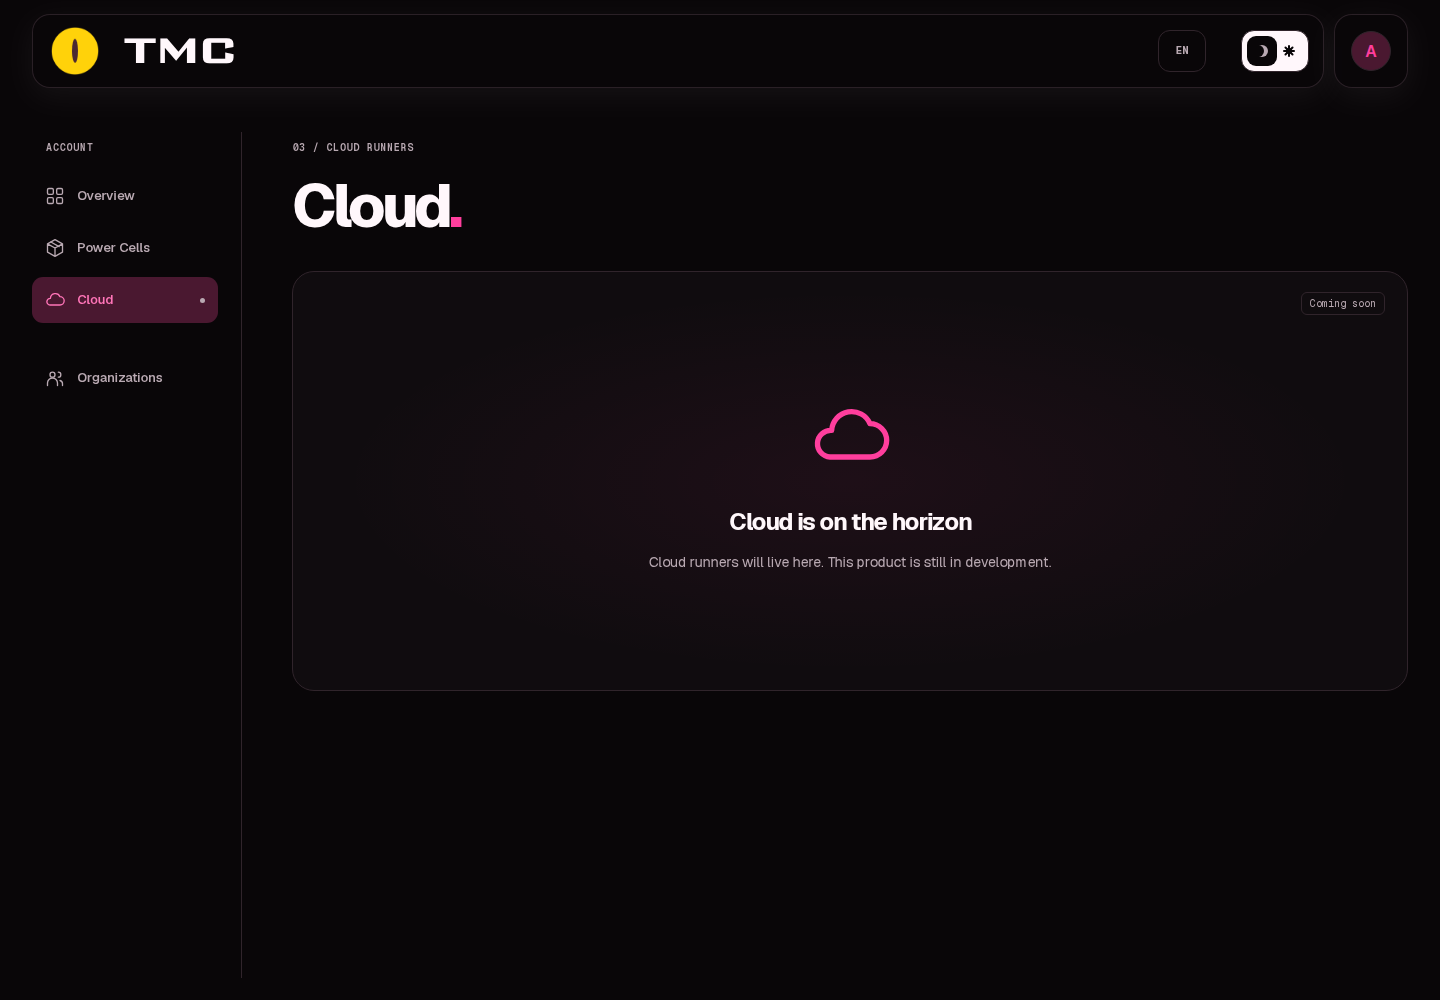 TMC
EN
A
ACCOUNT
Overview
Power Cells
Cloud
Organizations
03 / CLOUD RUNNERS
Cloud.
Coming soon
Cloud is on the horizon
Cloud runners will live here. This product is still in development.